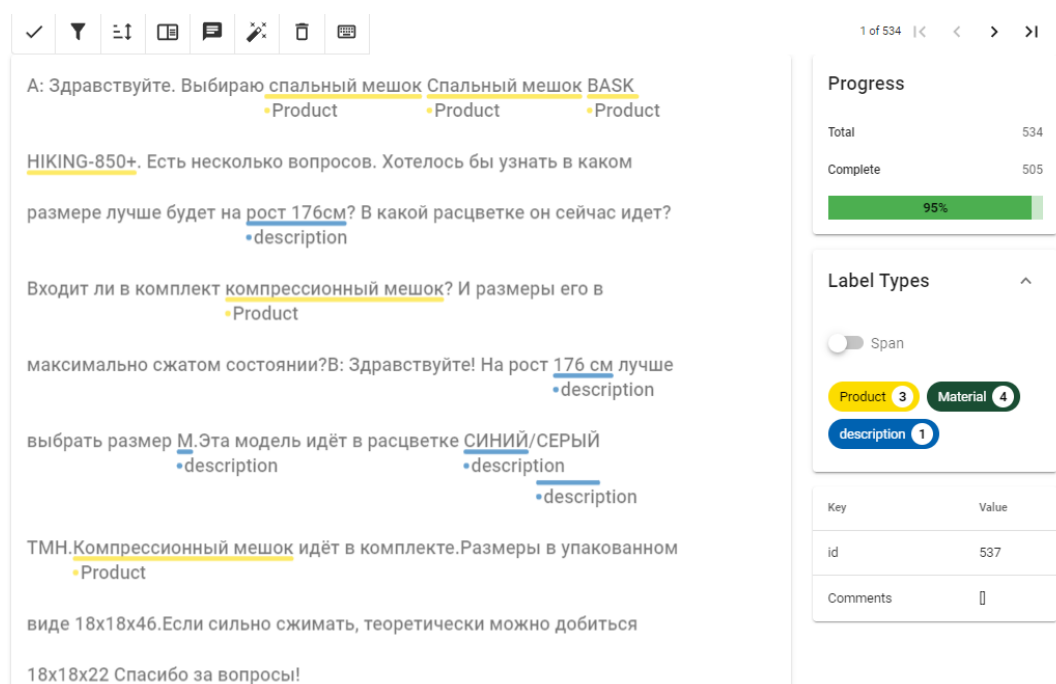 1 of 534
А: Здравствуйте. Выбираю спальный мешок Спальный мешок BASK
•Product •Product •Product
HIKING-850+. Есть несколько вопросов. Хотелось бы узнать в каком
размере лучше будет на рост 176см? В какой расцветке он сейчас идет?
•description
Входит ли в комплект компрессионный мешок? И размеры его в
•Product
максимально сжатом состоянии?В: Здравствуйте! На рост 176 см лучше
•description
выбрать размер M.Эта модель идёт в расцветке СИНИЙ/СЕРЫЙ
•description •description
•description
ТМН.Компрессионный мешок идёт в комплекте.Размеры в упакованном
•Product
виде 18x18x46.Если сильно сжимать, теоретически можно добиться
18x18x22 Спасибо за вопросы!
Progress
Total 534
Complete 505
95%
Label Types
Span
Product 3 Material 4
description 1
Key Value
id 537
Comments []